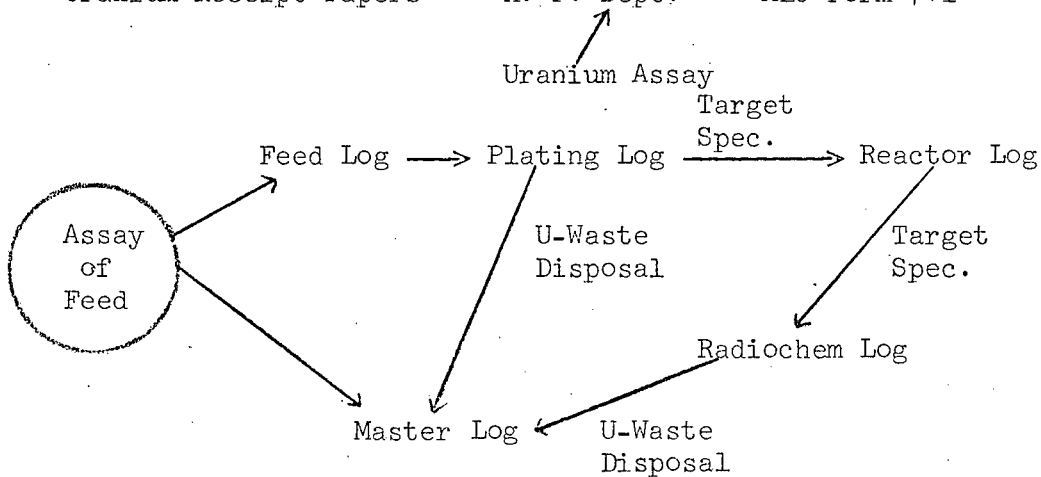 Uranium Assay
Target
Spec.
Feed Log
Plating Log
Reactor Log
Assay
of
Feed
U-Waste
Disposal
Target
Spec.
Radiochem Log
Master Log
U-Waste
Disposal